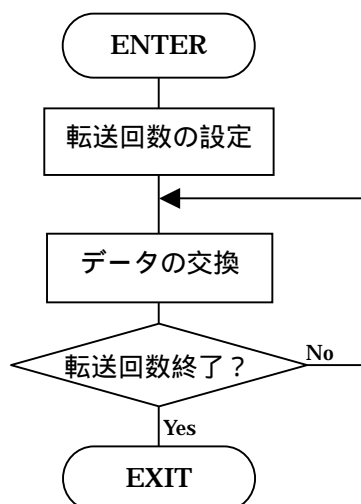 ENTER
転送回数の設定
データの交換
転送回数終了？
No
Yes
EXIT